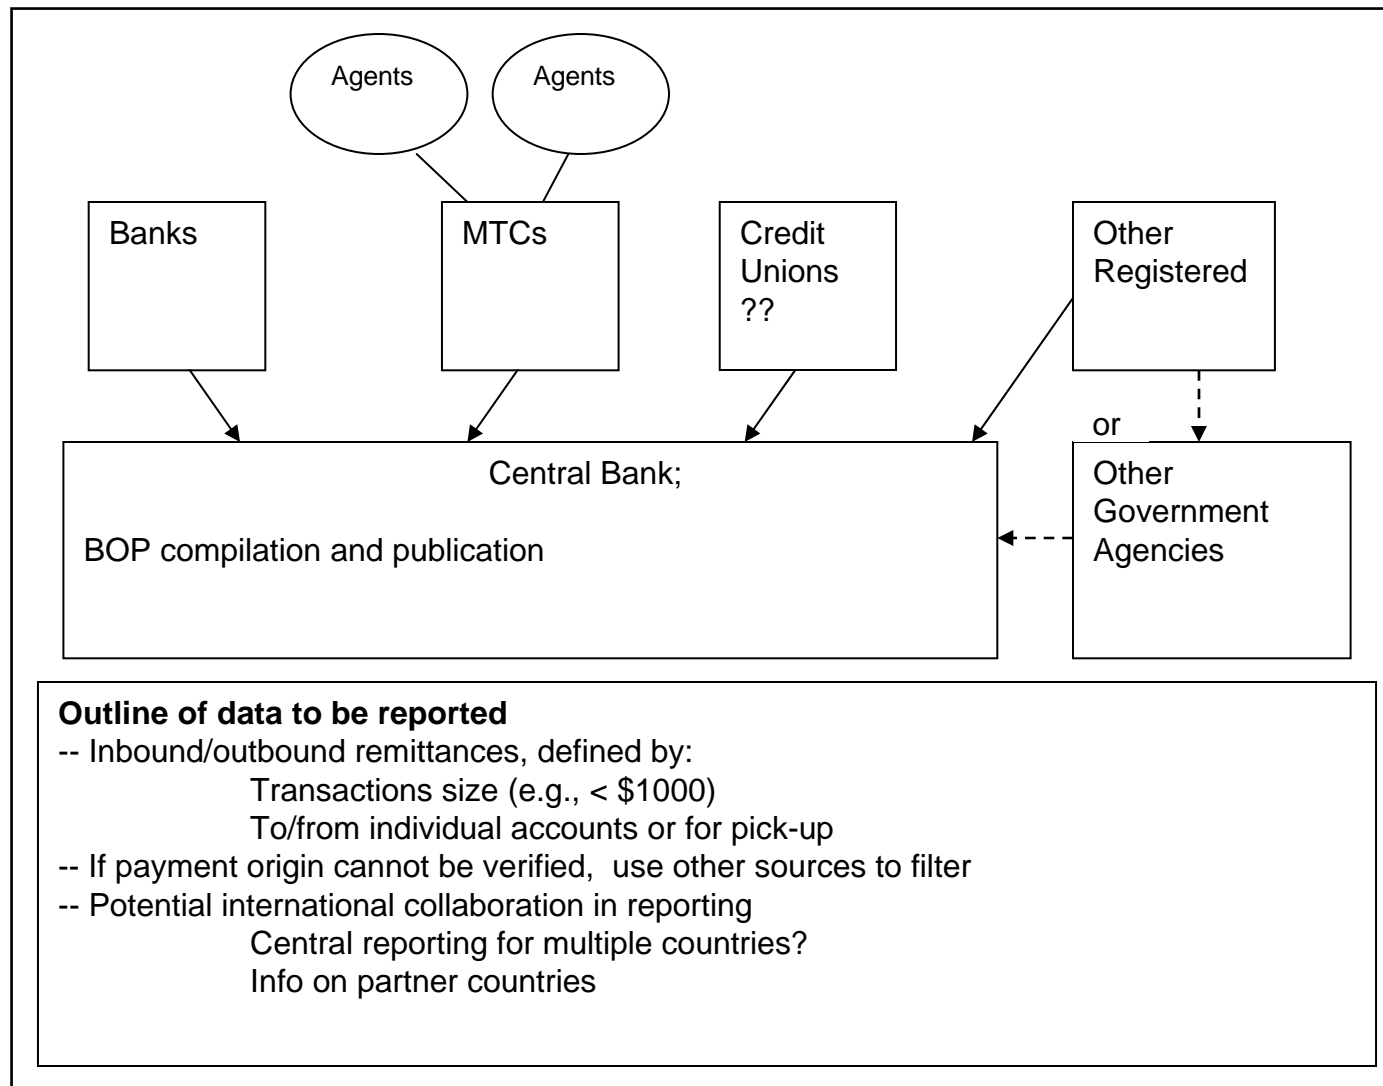 Agents
Agents
Banks
MTCs
Credit
Unions
??
Other
Registered
or
Central Bank;
BOP compilation and publication
Other
Government
Agencies
Outline of data to be reported
-- Inbound/outbound remittances, defined by:
Transactions size (e.g., < $1000)
To/from individual accounts or for pick-up
-- If payment origin cannot be verified,  use other sources to filter
-- Potential international collaboration in reporting
Central reporting for multiple countries?
Info on partner countries